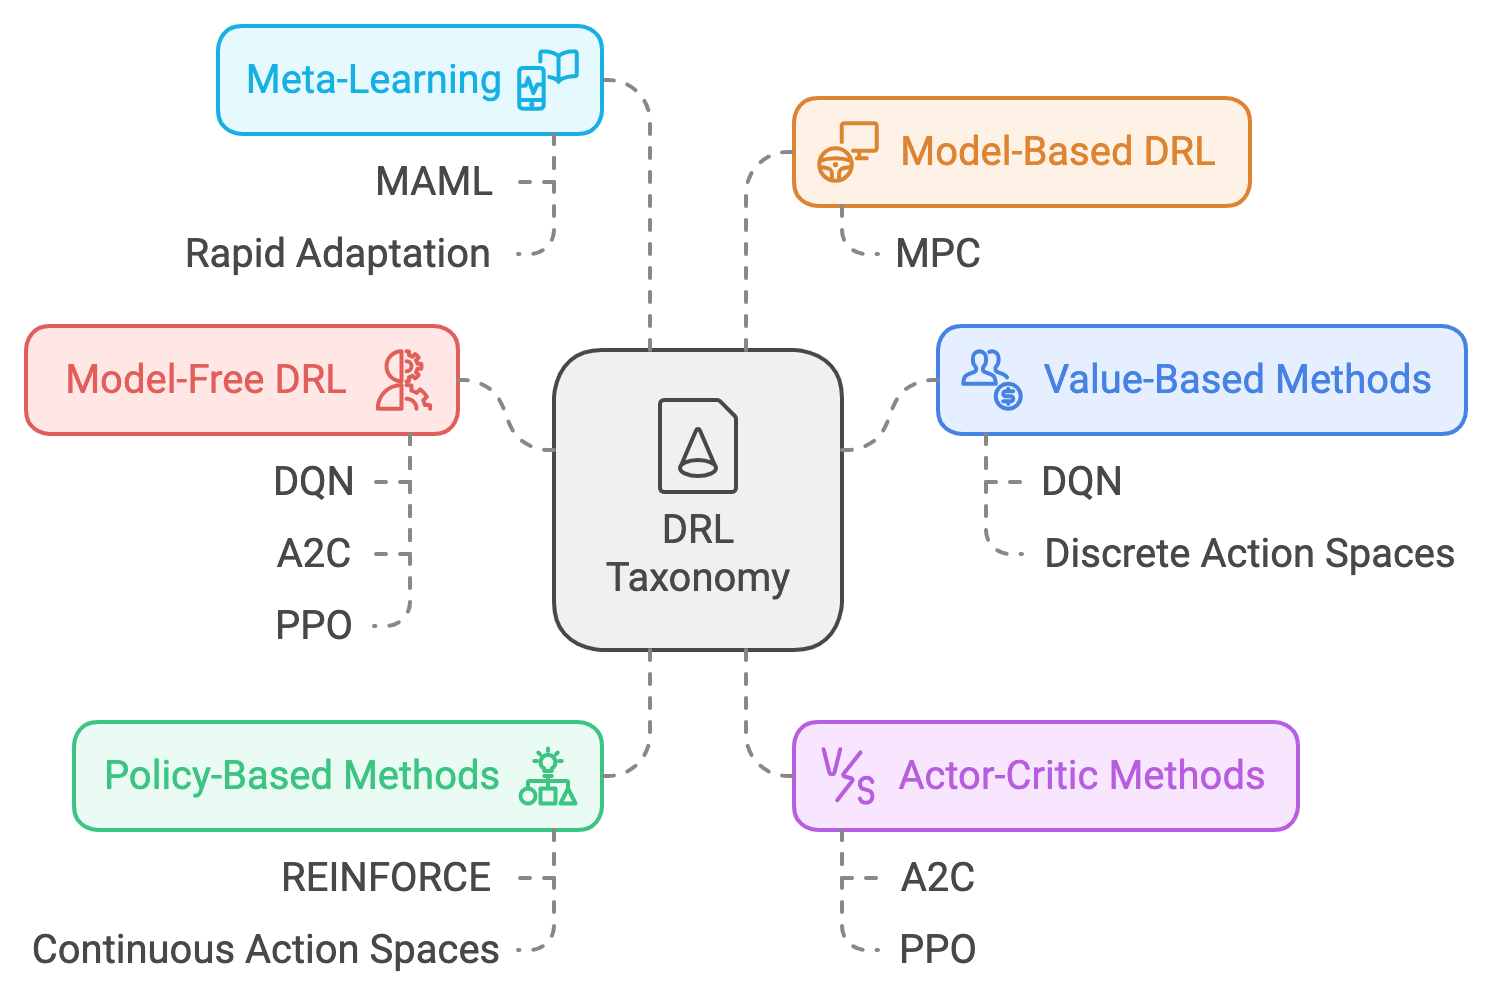 Meta-Learning
MAML
Rapid Adaptation
Model-Based DRL
MPC
Model-Free DRL
DQN
A2C
PPO
DRL
Taxonomy
Value-Based Methods
DQN
Discrete Action Spaces
Policy-Based Methods
REINFORCE
Continuous Action Spaces
V/S
Actor-Critic Methods
A2C
PPO